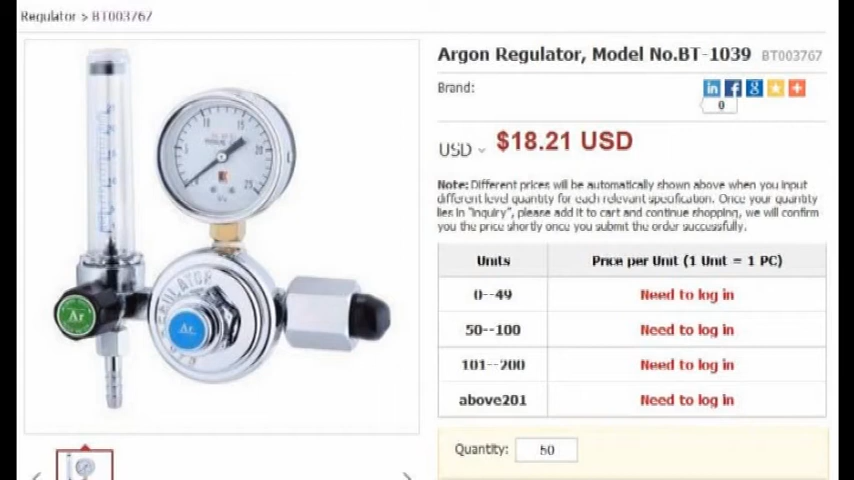 Regulator > BT003767
Argon Regulator, Model No.BT-1039 BT003767
Brand:
0
USD $18.21 USD
Note: Different prices will be automatically shown above when you input
different level quantity for each relevant specification. Once your quantity
lies in "Inquiry", please add it to cart and continue shopping, we will confirm
you the price shortly once you submit the order successfully.
Units Price per Unit (1 Unit = 1 PC)
0--49 Need to log in
50--100 Need to log in
101--200 Need to log in
above201 Need to log in
Quantity: 50
5
10
15
20
25
Ar
Ar